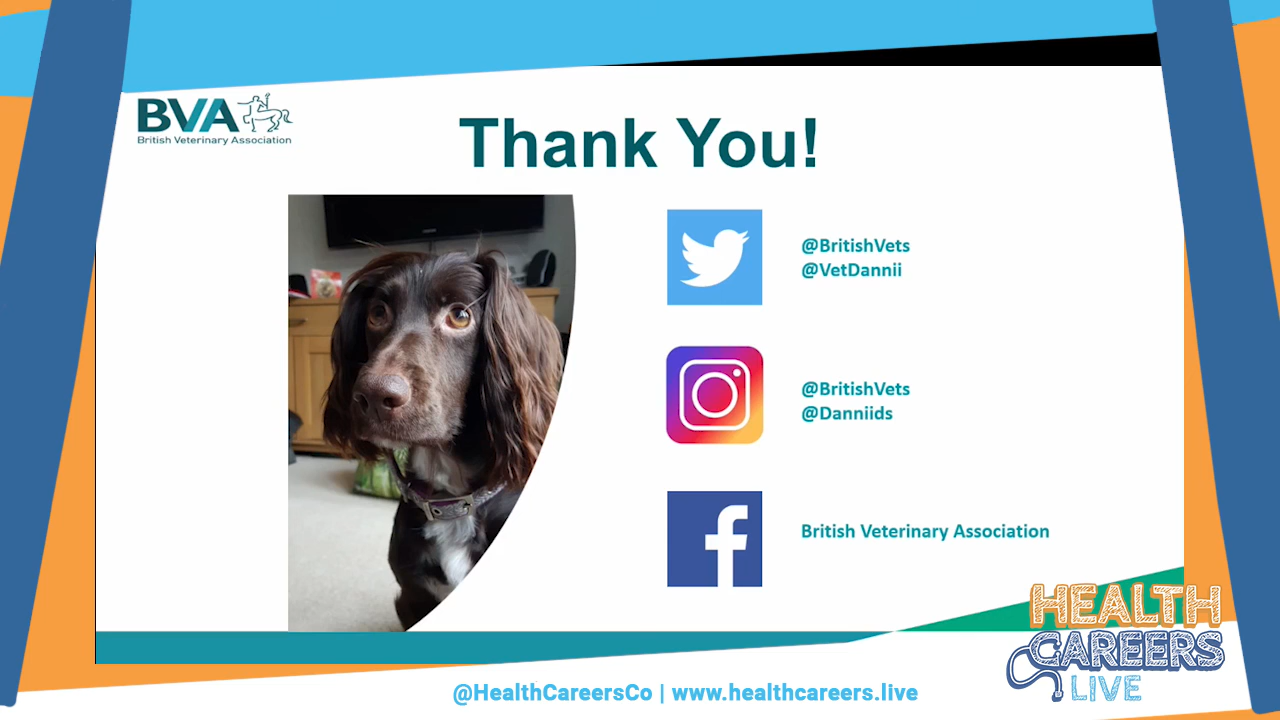 BVA
British Veterinary Association
Thank You!
@BritishVets
@VetDannii
@BritishVets
@Danniids
British Veterinary Association
HEALTH
CAREERS
LIVE
@HealthCareersCo | www.healthcareers.live